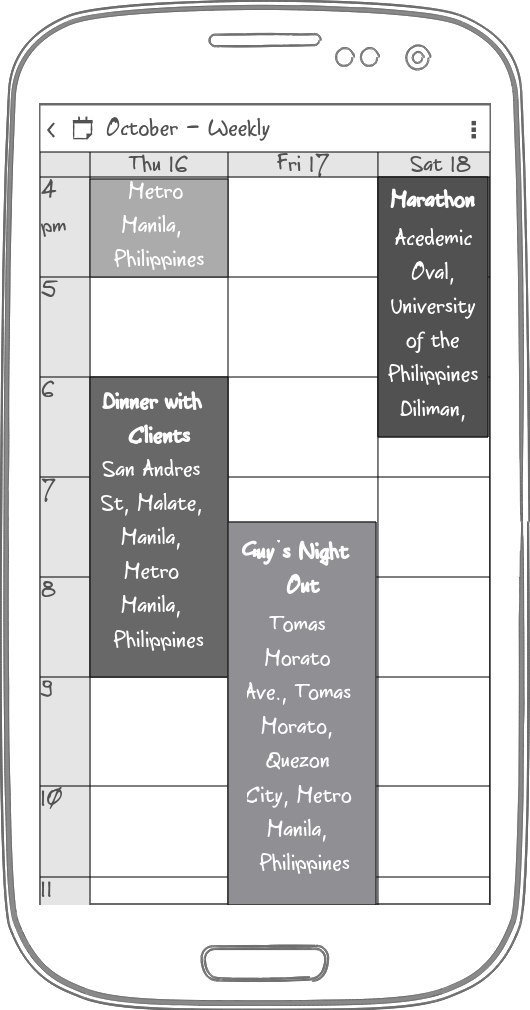 October - Weekly
Thu 16
Fri 17
Sat 18
4
pm
5
6
7
8
9
10
11
Metro
Manila,
Philippines
Dinner with
Clients
San Andres
St, Malate,
Manila,
Metro
Manila,
Philippines
Guy's Night
Out
Tomas
Morato
Ave., Tomas
Morato,
Quezon
City, Metro
Manila,
Philippines
Marathon
Acedemic
Oval,
University
of the
Philippines
Diliman,